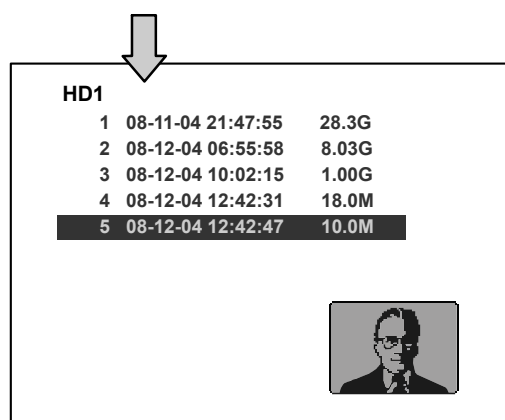 HD1
1 08-11-04 21:47:55 28.3G
2 08-12-04 06:55:58 8.03G
3 08-12-04 10:02:15 1.00G
4 08-12-04 12:42:31 18.0M
5 08-12-04 12:42:47 10.0M